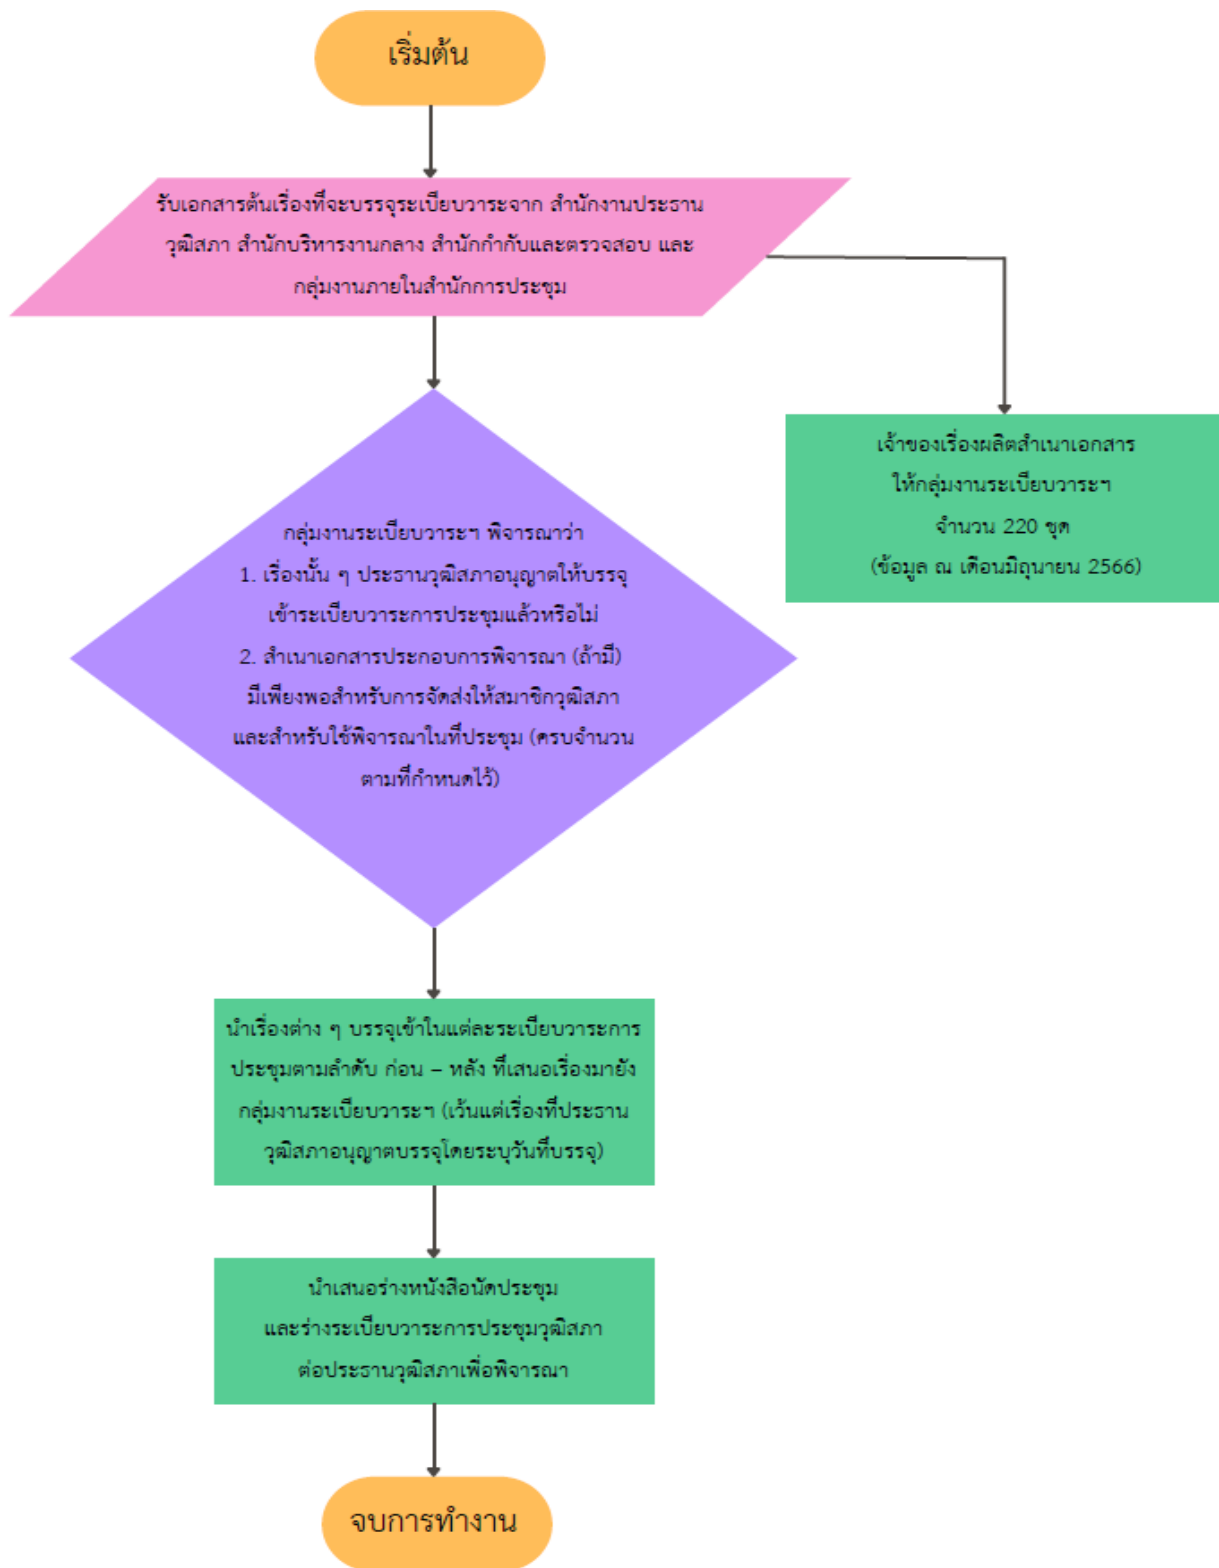 เริ่มต้น
รับเอกสารต้นเรื่องที่จะบรรจุระเบียบวาระจาก สำนักงานประธาน
วุฒิสภา สำนักบริหารงานกลาง สำนักกำกับและตรวจสอบ และ
กลุ่มงานภายในสำนักการประชุม
เจ้าของเรื่องผลิตสำเนาเอกสาร
ให้กลุ่มงานระเบียบวาระฯ
จำนวน 220 ชุด
(ข้อมูล ณ เดือนมิถุนายน 2566)
กลุ่มงานระเบียบวาระฯ พิจารณาว่า
1. เรื่องนั้น ๆ ประธานวุฒิสภาอนุญาตให้บรรจุ
เข้าระเบียบวาระการประชุมแล้วหรือไม่
2. สำเนาเอกสารประกอบการพิจารณา (ถ้ามี)
มีเพียงพอสำหรับการจัดส่งให้สมาชิกวุฒิสภา
และสำหรับใช้พิจารณาในที่ประชุม (ครบจำนวน
ตามที่กำหนดไว้)
นำเรื่องต่าง ๆ บรรจุเข้าในแต่ละระเบียบวาระการ
ประชุมตามลำดับ ก่อน – หลัง ที่เสนอเรื่องมายัง
กลุ่มงานระเบียบวาระฯ (เว้นแต่เรื่องที่ประธาน
วุฒิสภาอนุญาตบรรจุโดยระบุวันที่บรรจุ)
นำเสนอร่างหนังสือนัดประชุม
และร่างระเบียบวาระการประชุมวุฒิสภา
ต่อประธานวุฒิสภาเพื่อพิจารณา
จบการทำงาน